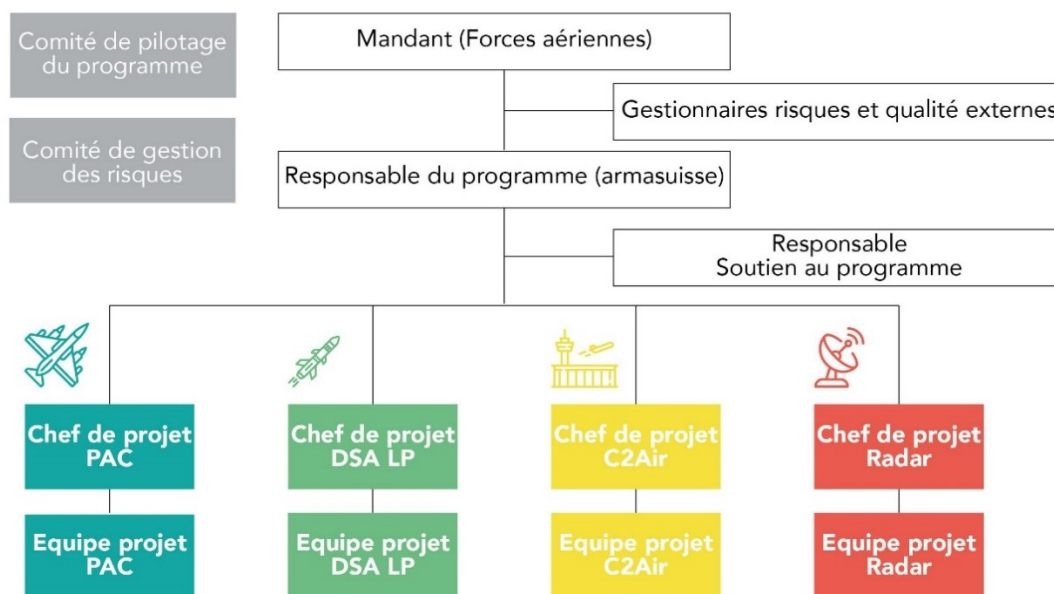 Comité de pilotage
du programme
Mandant (Forces aériennes)
Gestionnaires risques et qualité externes
Comité de gestion
des risques
Responsable du programme (armasuisse)
Responsable
Soutien au programme
Chef de projet
PAC
Chef de projet
DSA LP
Chef de projet
C2Air
Chef de projet
Radar
Equipe projet
PAC
Equipe projet
DSA LP
Equipe projet
C2Air
Equipe projet
Radar